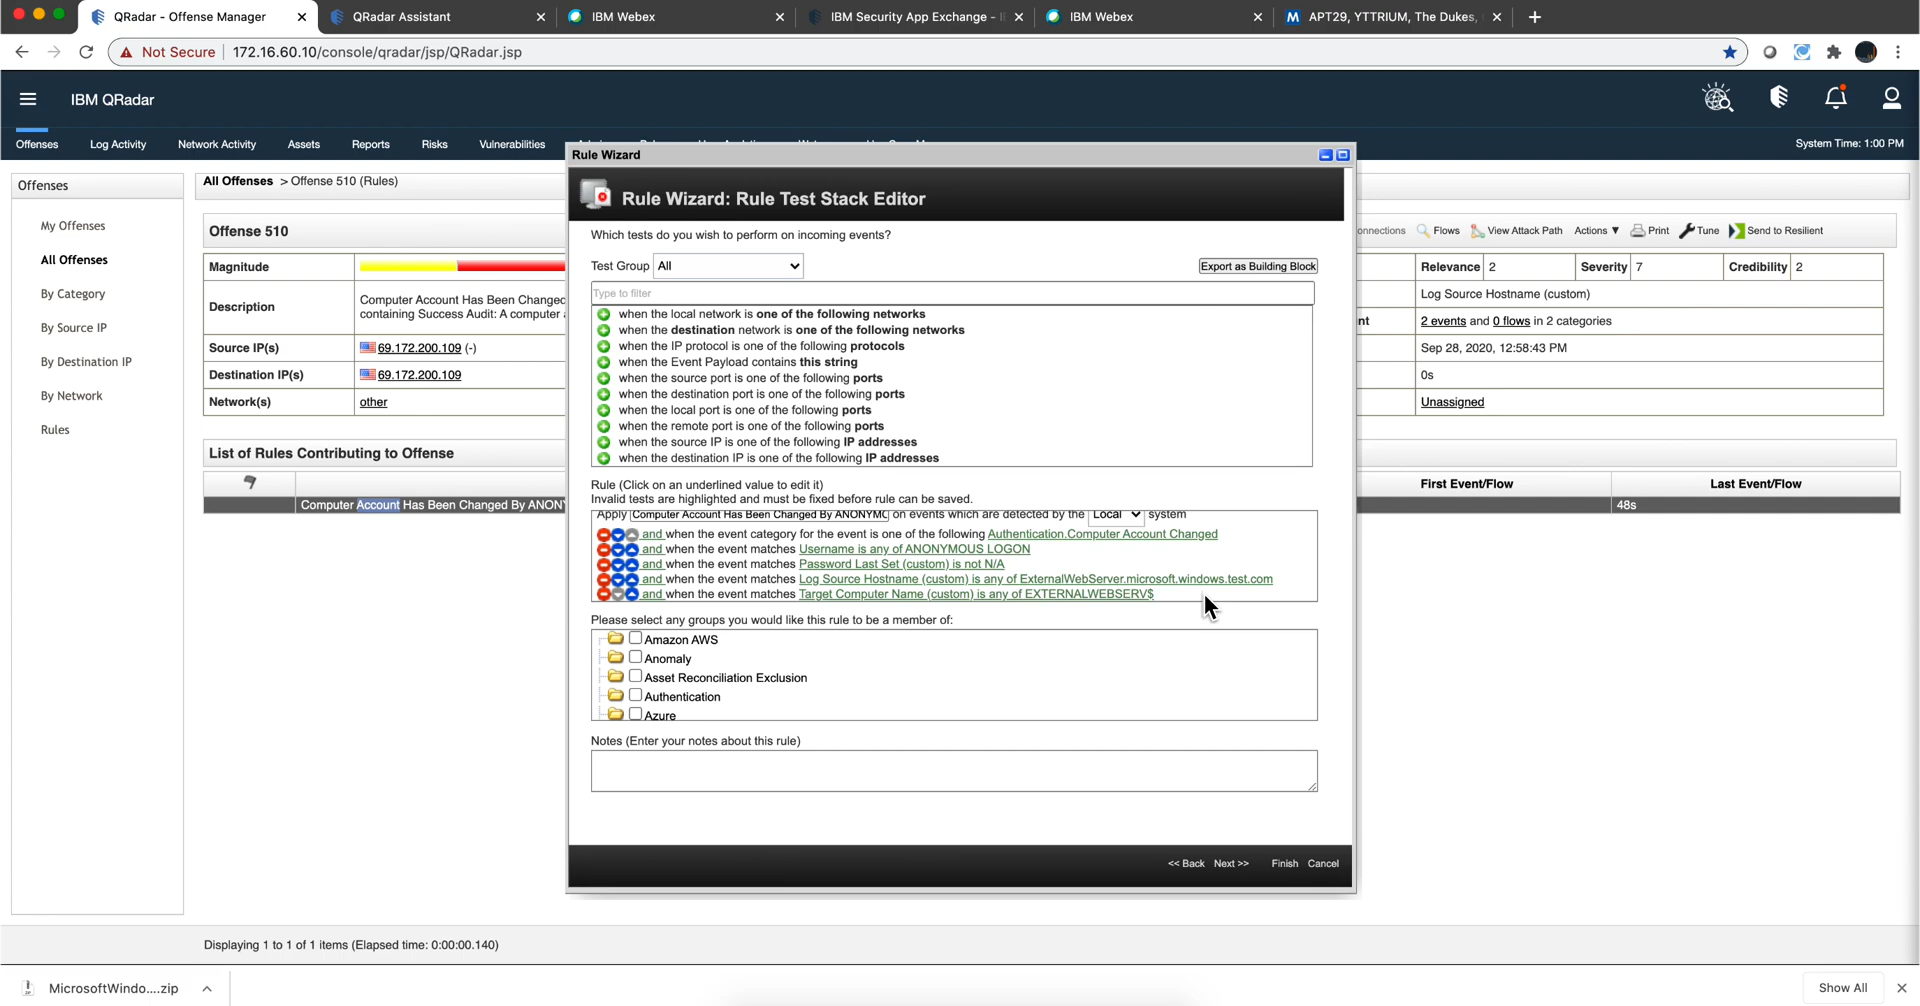 QRadar - Offense Manager
QRadar Assistant
IBM Webex
IBM Security App Exchange - I
IBM Webex
APT29, YTTRIUM, The Dukes,
Not Secure 172.16.60.10/console/qradar/jsp/QRadar.jsp
IBM QRadar
Offenses Log Activity Network Activity Assets Reports Risks Vulnerabilities System Time: 1:00 PM
Offenses
My Offenses
All Offenses
By Category
By Source IP
By Destination IP
By Network
Rules
All Offenses > Offense 510 (Rules)
Offense 510
Magnitude
Description Computer Account Has Been Changed
containing Success Audit: A computer a
Source IP(s) 69.172.200.109 (-)
Destination IP(s) 69.172.200.109
Network(s) other
List of Rules Contributing to Offense
Computer Account Has Been Changed By ANONY
Rule Wizard
Rule Wizard: Rule Test Stack Editor
Which tests do you wish to perform on incoming events?
Test Group All Export as Building Block
Type to filter
when the local network is one of the following networks
when the destination network is one of the following networks
when the IP protocol is one of the following protocols
when the Event Payload contains this string
when the source port is one of the following ports
when the destination port is one of the following ports
when the local port is one of the following ports
when the remote port is one of the following ports
when the source IP is one of the following IP addresses
when the destination IP is one of the following IP addresses
Rule (Click on an underlined value to edit it)
Invalid tests are highlighted and must be fixed before rule can be saved.
Apply Computer Account Has Been Changed By ANONYMC on events which are detected by the Local system
and when the event category for the event is one of the following Authentication.Computer Account Changed
and when the event matches Username is any of ANONYMOUS LOGON
and when the event matches Password Last Set (custom) is not N/A
and when the event matches Log Source Hostname (custom) is any of ExternalWebServer.microsoft.windows.test.com
and when the event matches Target Computer Name (custom) is any of EXTERNALWEBSERV$
Please select any groups you would like this rule to be a member of:
Amazon AWS
Anomaly
Asset Reconciliation Exclusion
Authentication
Azure
Notes (Enter your notes about this rule)
<< Back Next >> Finish Cancel
onnections Flows View Attack Path Actions ▼ Print Tune Send to Resilient
Relevance 2 Severity 7 Credibility 2
Log Source Hostname (custom)
nt 2 events and 0 flows in 2 categories
Sep 28, 2020, 12:58:43 PM
0s
Unassigned
First Event/Flow Last Event/Flow
48s
Displaying 1 to 1 of 1 items (Elapsed time: 0:00:00.140)
MicrosoftWindo....zip
Show All